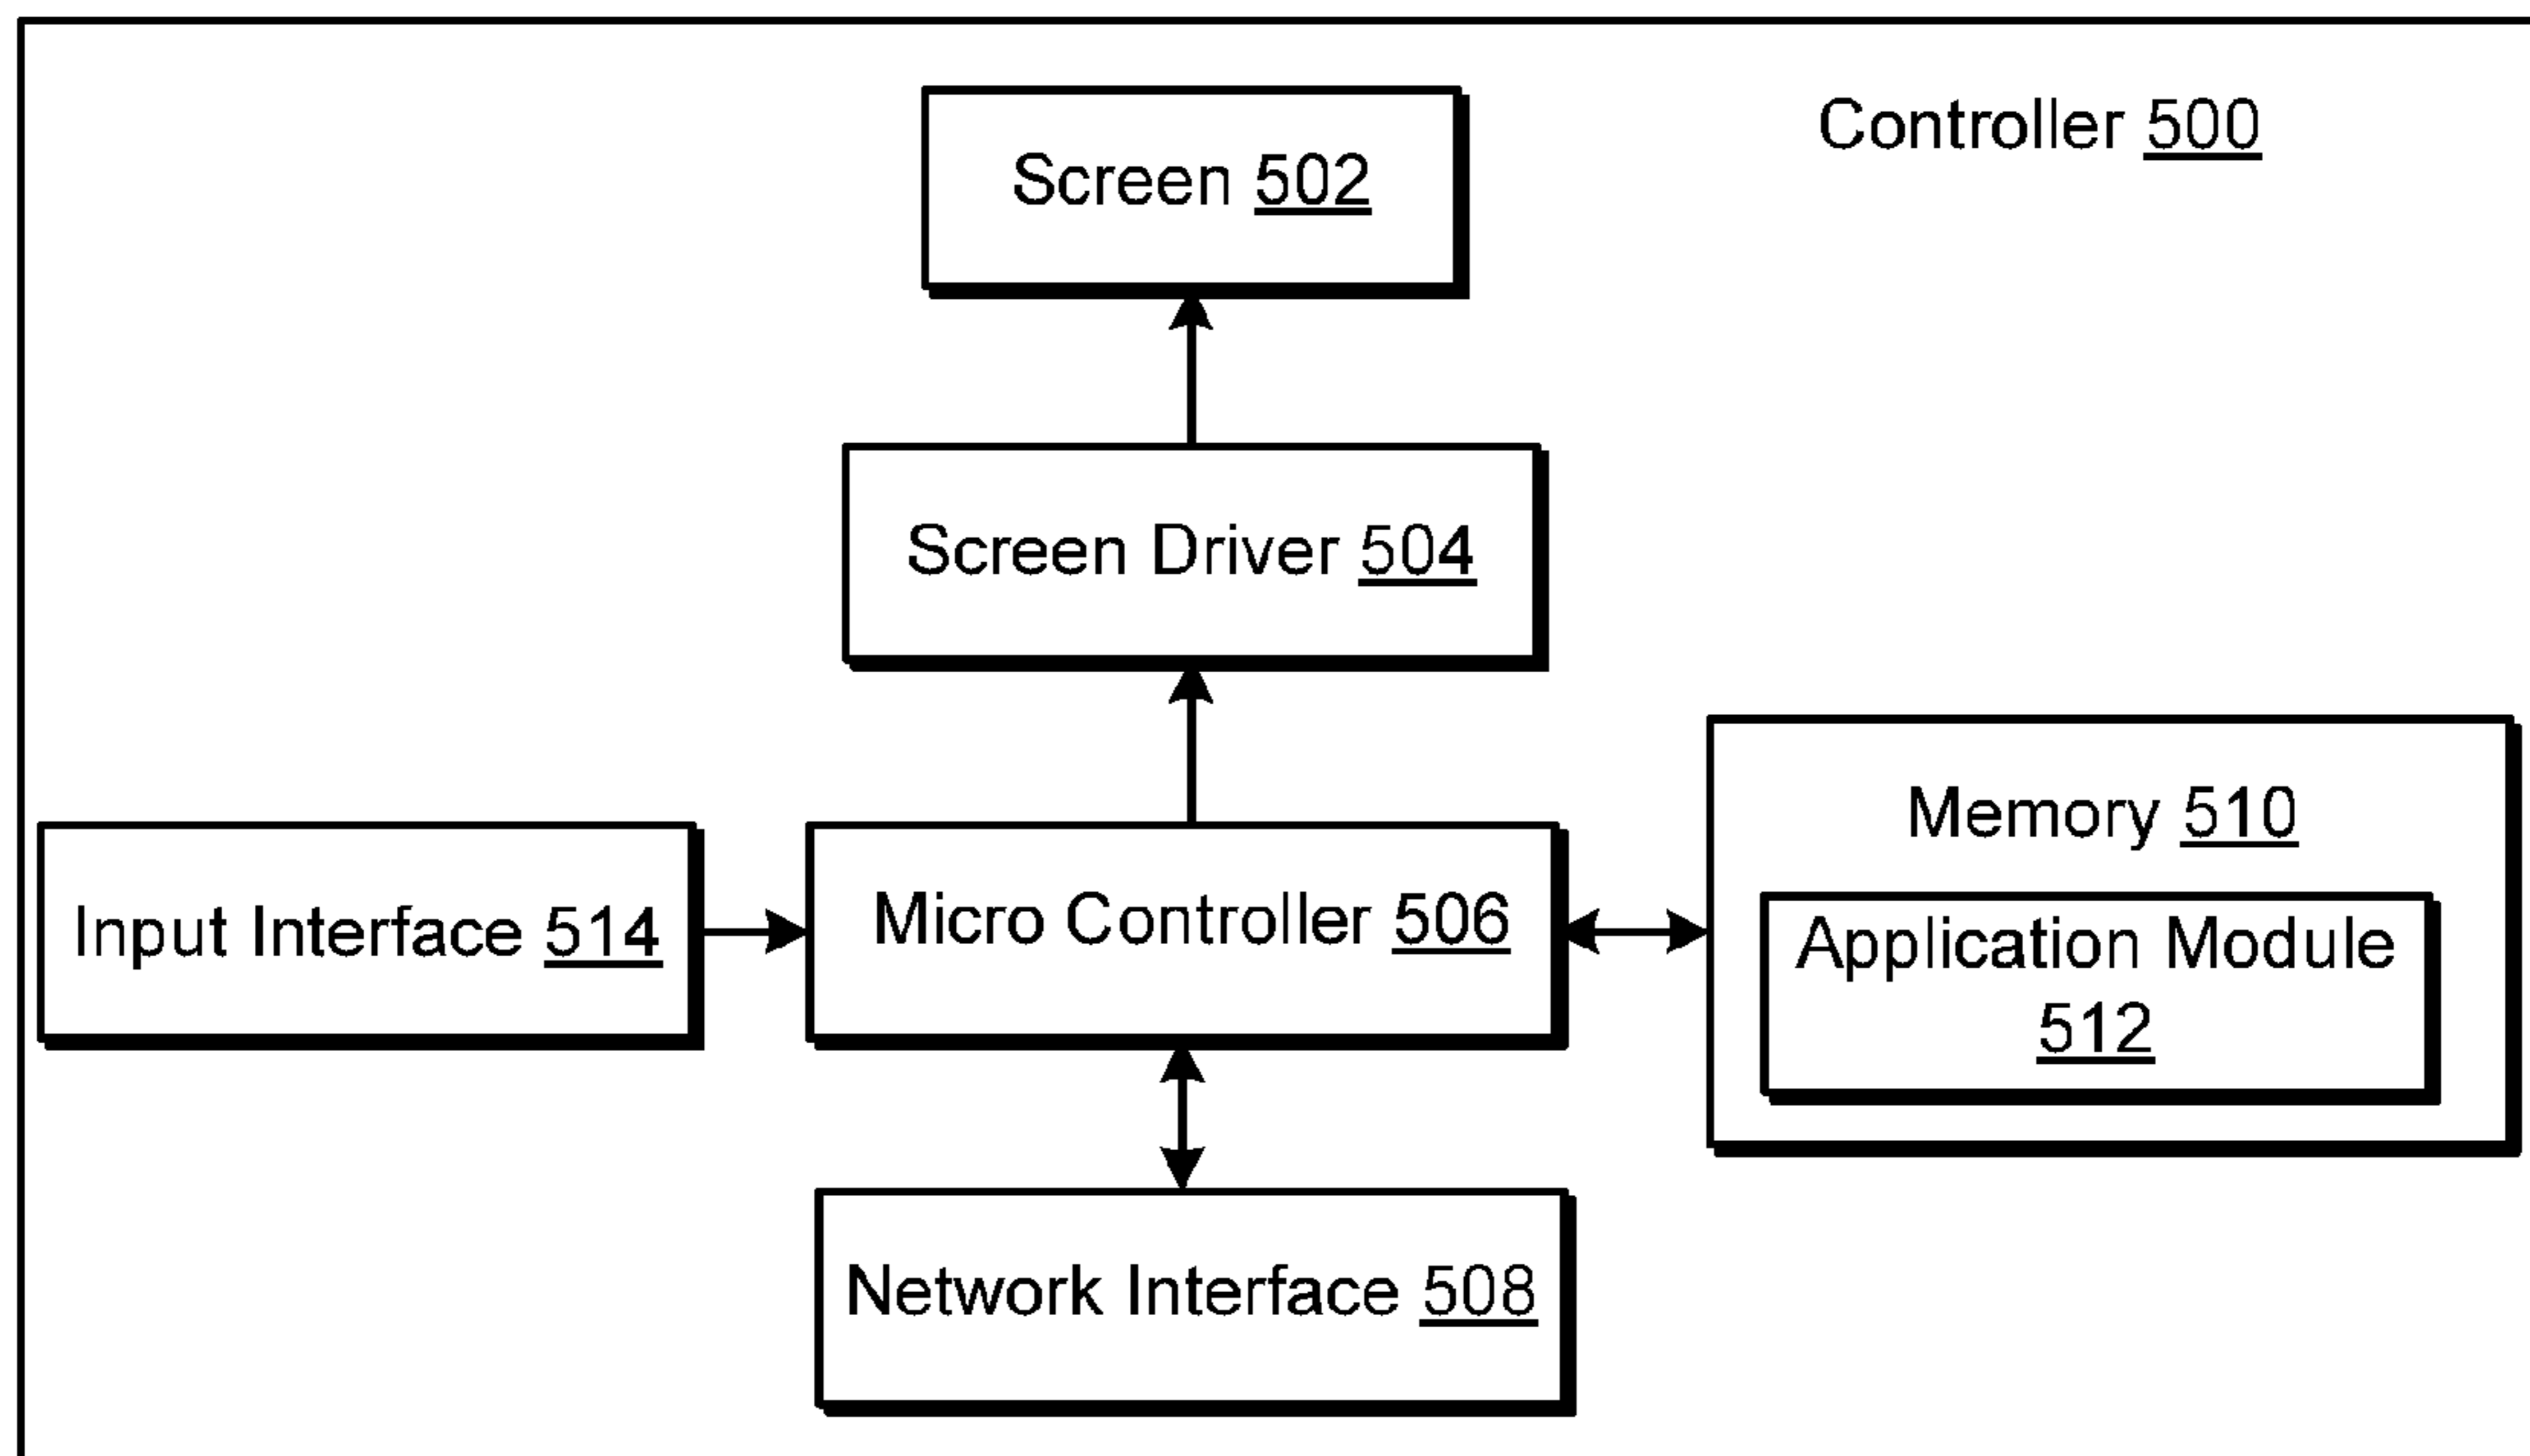 Controller 500
Screen 502
Screen Driver 504
Memory 510
Input Interface 514
Micro Controller 506
Application Module
512
Network Interface 508